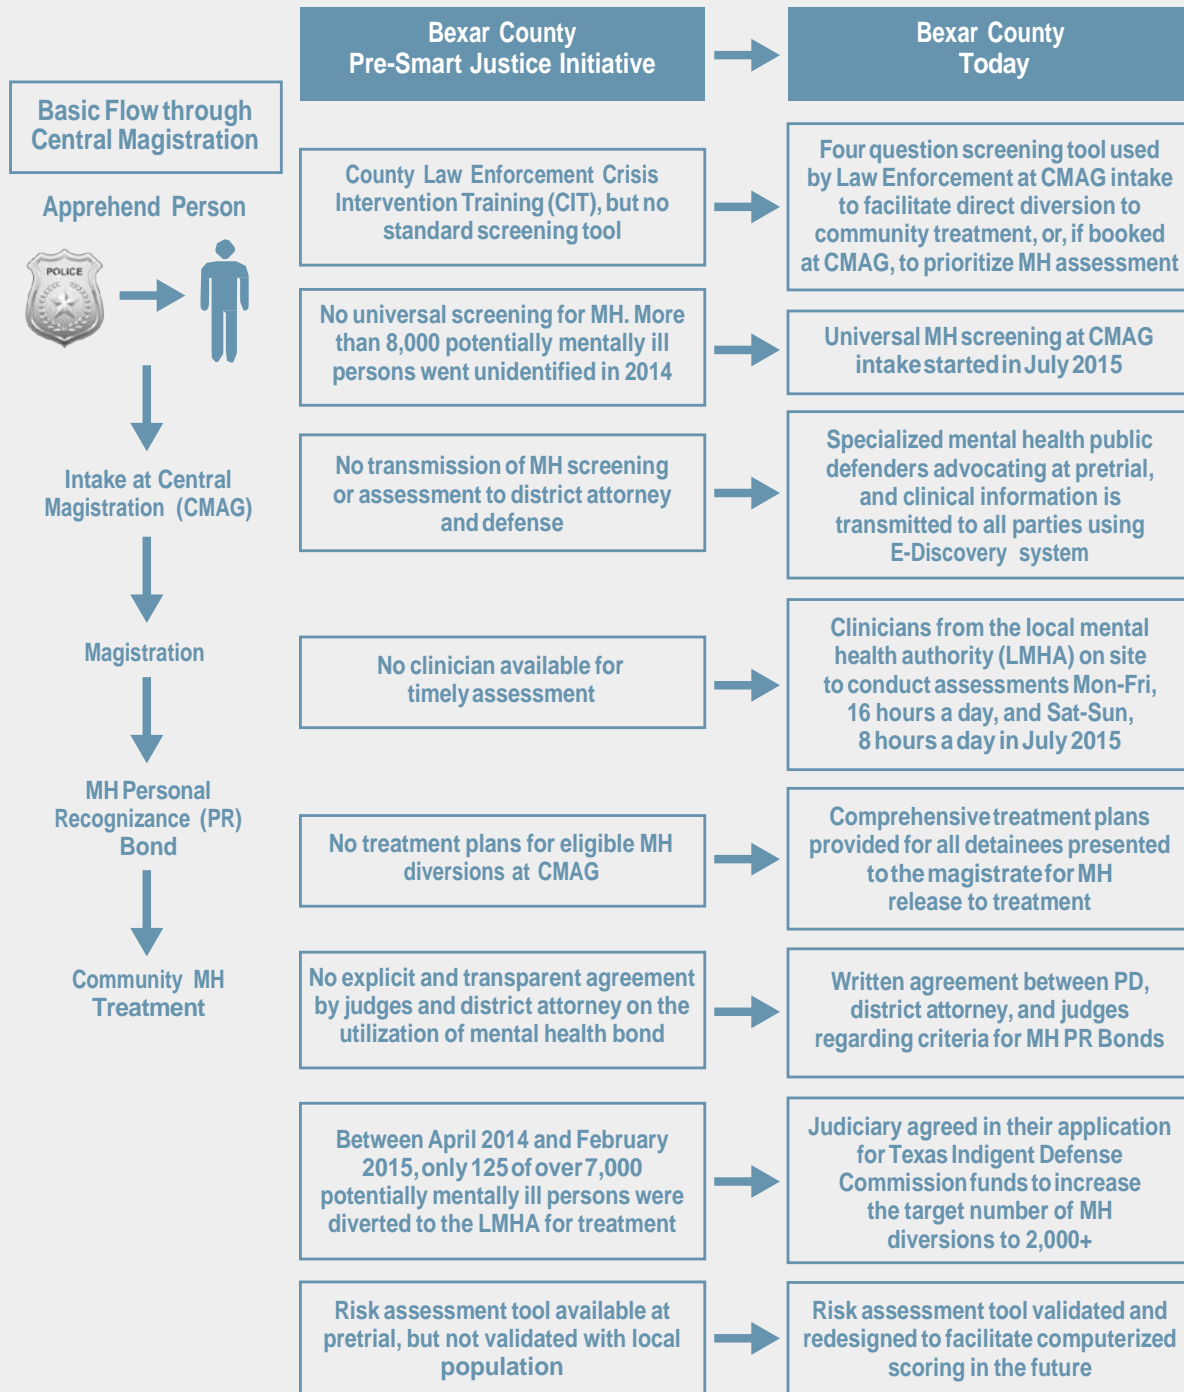 Bexar County
Pre-Smart Justice Initiative
Bexar County
Today
Basic Flow through
Central Magistration
Apprehend Person
POLICE
Intake at Central
Magistration (CMAG)
Magistration
MH Personal
Recognizance (PR)
Bond
Community MH
Treatment
County Law Enforcement Crisis
Intervention Training (CIT), but no
standard screening tool
Four question screening tool used
by Law Enforcement at CMAG intake
to facilitate direct diversion to
community treatment, or, if booked
at CMAG, to prioritize MH assessment
No universal screening for MH. More
than 8,000 potentially mentally ill
persons went unidentified in 2014
Universal MH screening at CMAG
intake started in July 2015
No transmission of MH screening
or assessment to district attorney
and defense
Specialized mental health public
defenders advocating at pretrial,
and clinical information is
transmitted to all parties using
E-Discovery system
No clinician available for
timely assessment
Clinicians from the local mental
health authority (LMHA) on site
to conduct assessments Mon-Fri,
16 hours a day, and Sat-Sun,
8 hours a day in July 2015
No treatment plans for eligible MH
diversions at CMAG
Comprehensive treatment plans
provided for all detainees presented
to the magistrate for MH
release to treatment
No explicit and transparent agreement
by judges and district attorney on the
utilization of mental health bond
Written agreement between PD,
district attorney, and judges
regarding criteria for MH PR Bonds
Between April 2014 and February
2015, only 125 of over 7,000
potentially mentally ill persons were
diverted to the LMHA for treatment
Judiciary agreed in their application
for Texas Indigent Defense
Commission funds to increase
the target number of MH
diversions to 2,000+
Risk assessment tool available at
pretrial, but not validated with local
population
Risk assessment tool validated and
redesigned to facilitate computerized
scoring in the future